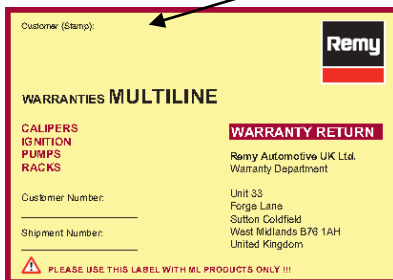 Customer (Stamp):
Remy
WARRANTIES MULTILINE
CALIPERS
IGNITION
PUMPS
RACKS
WARRANTY RETURN
Remy Automotive UK Ltd.
Warranty Department
Customer Number:
Unit 33
Forge Lane
Sutton Coldfield
West Midlands B76 1AH
United Kingdom
Shipment Number:
PLEASE USE THIS LABEL WITH ML PRODUCTS ONLY !!!